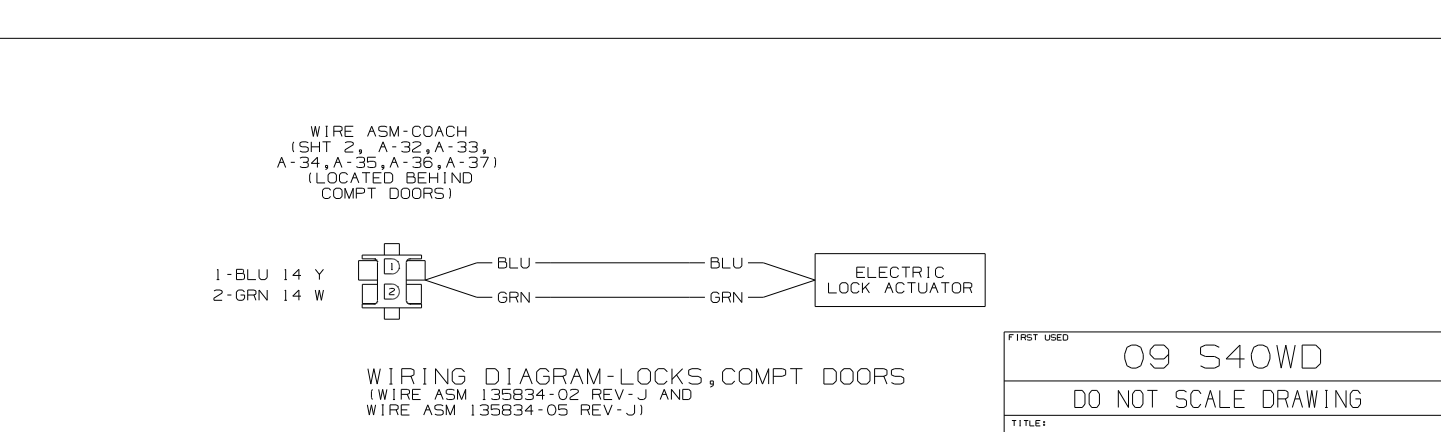 WIRE ASM-COACH
(SHT 2, A-32,A-33,
A-34,A-35,A-36,A-37)
(LOCATED BEHIND
COMPT DOORS)
1-BLU 14 Y
2-GRN 14 W
1
2
BLU BLU
GRN GRN
ELECTRIC
LOCK ACTUATOR
WIRING DIAGRAM-LOCKS,COMPT DOORS
(WIRE ASM 135834-02 REV-J AND
WIRE ASM 135834-05 REV-J)
FIRST USED
09 S40WD
DO NOT SCALE DRAWING
TITLE: